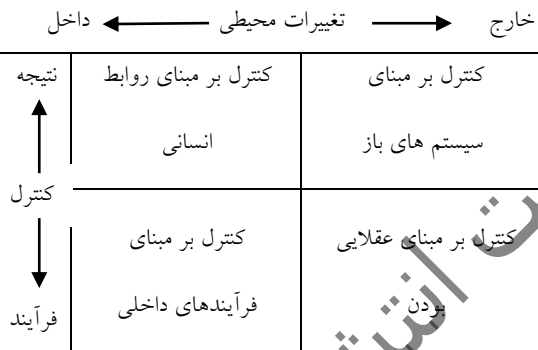 خارج تغییرات محیطی داخل
کنترل بر مبنای
سیستم های باز
کنترل بر مبنای روابط
انسانی
نتیجه
کنترل
فرآیند
کنترل بر مبنای عقلایی
بودن
کنترل بر مبنای
فرآیندهای داخلی